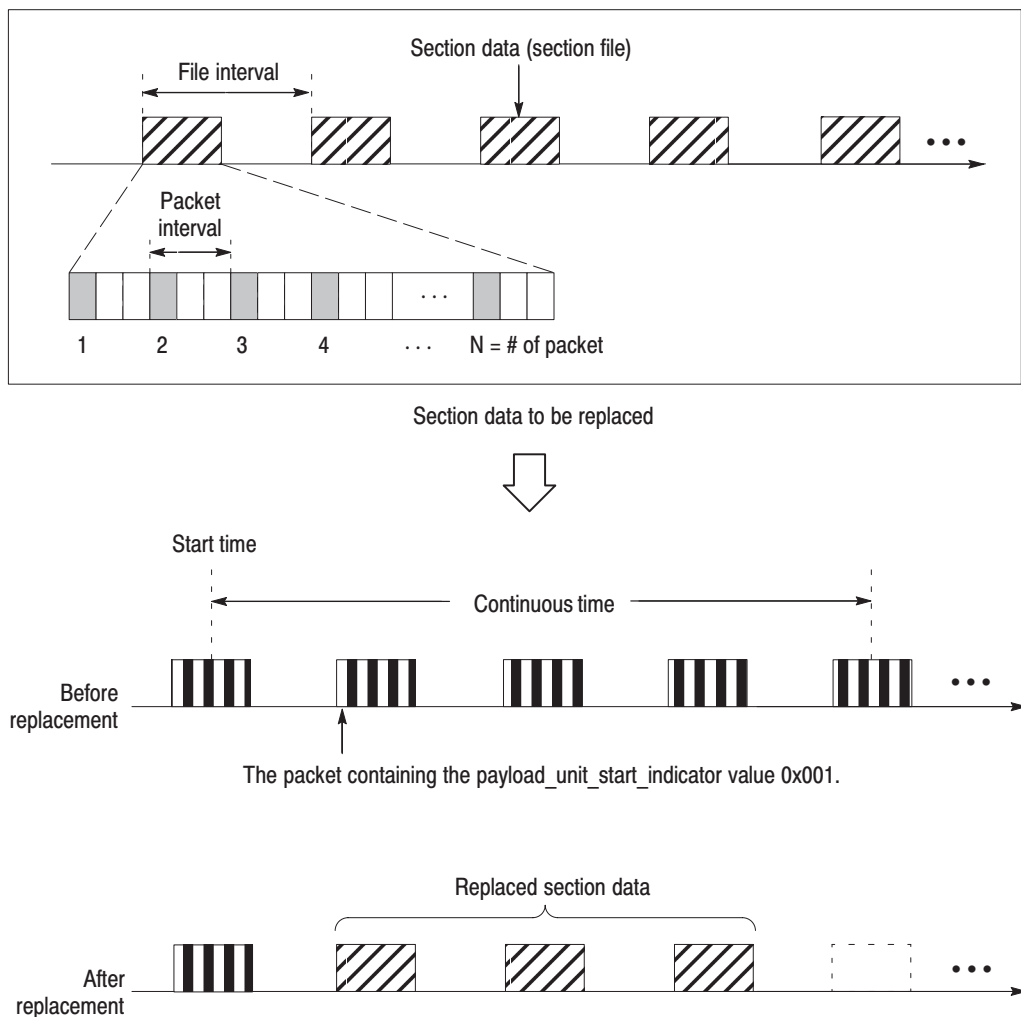 Section data (section file)
File interval
• • •
Packet
interval
. . .
1 2 3 4 . . . N = # of packet
Section data to be replaced
Start time
Continuous time
Before
replacement
• • •
The packet containing the payload_unit_start_indicator value 0x001.
Replaced section data
After
replacement
• • •